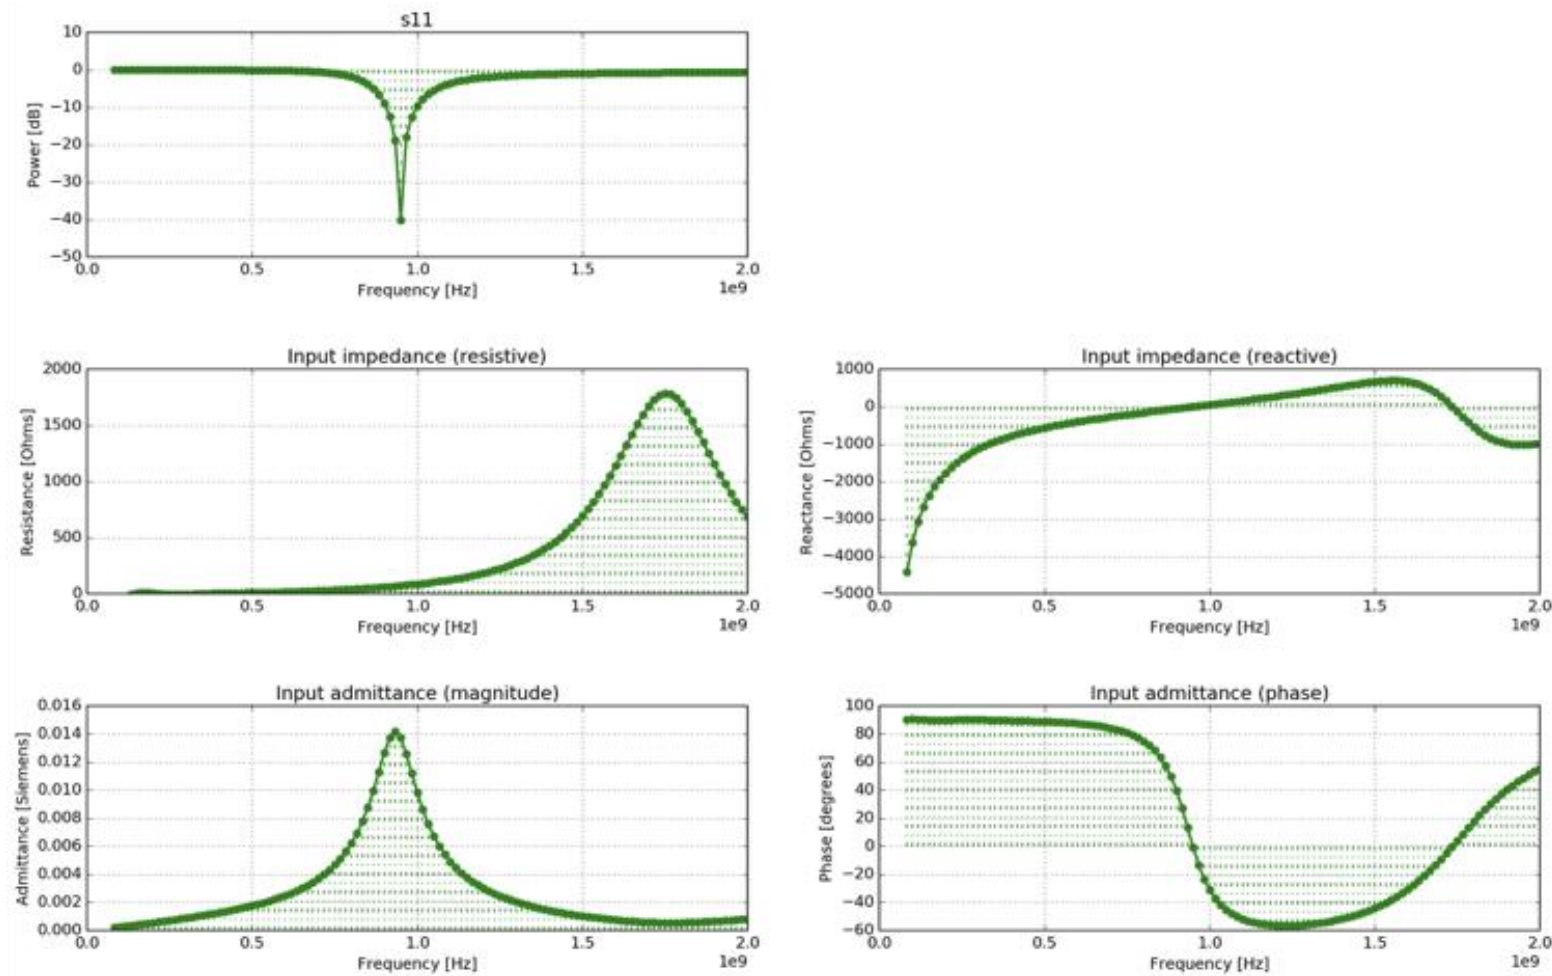 s11
10
0
−10
−20
−30
−40
−50
Power [dB]
0.0 0.5 1.0 1.5 2.0
1e9
Frequency [Hz]
Input impedance (resistive)
2000
1500
1000
500
0
Resistance [Ohms]
0.0 0.5 1.0 1.5 2.0
1e9
Frequency [Hz]
Input impedance (reactive)
1000
0
−1000
−2000
−3000
−4000
−5000
Reactance [Ohms]
0.0 0.5 1.0 1.5 2.0
1e9
Frequency [Hz]
Input admittance (magnitude)
0.016
0.014
0.012
0.010
0.008
0.006
0.004
0.002
0.000
Admittance [Siemens]
0.0 0.5 1.0 1.5 2.0
1e9
Frequency [Hz]
Input admittance (phase)
100
80
60
40
20
0
−20
−40
−60
Phase [degrees]
0.0 0.5 1.0 1.5 2.0
1e9
Frequency [Hz]